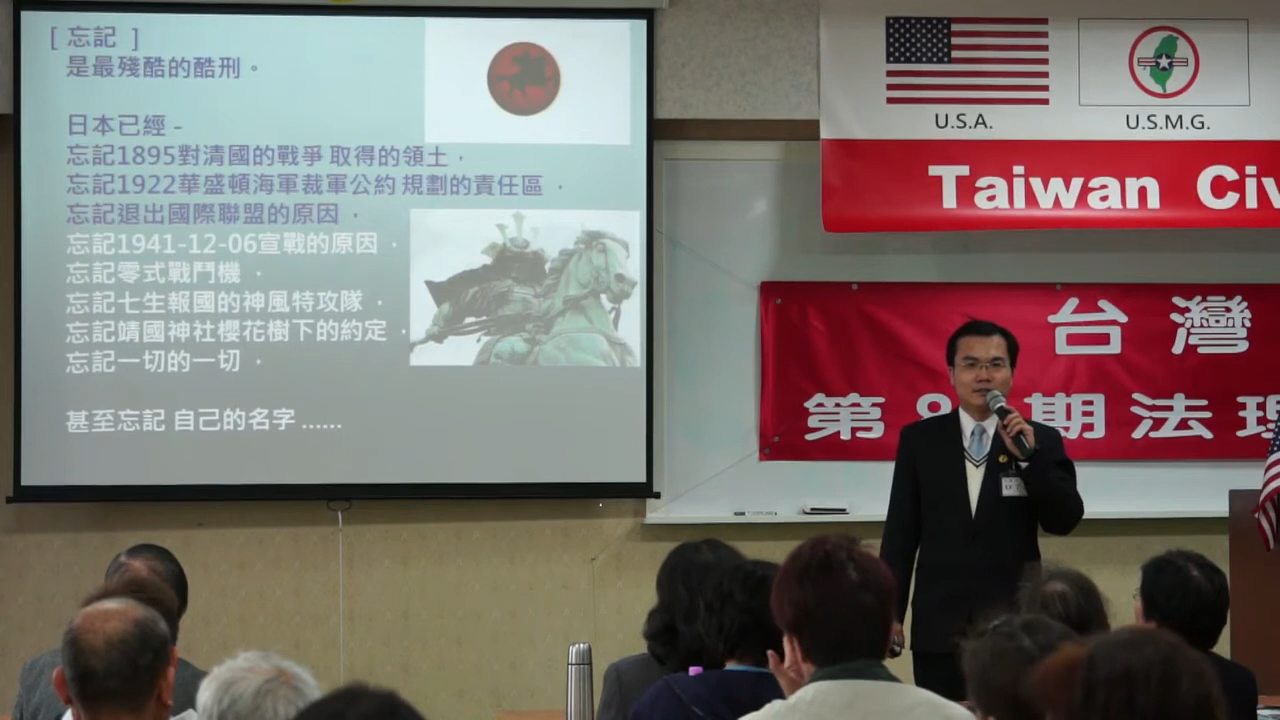 [ 忘記 ]
是最殘酷的酷刑。
日本已經 -
忘記1895對清國的戰爭 取得的領土，
忘記1922華盛頓海軍裁軍公約 規劃的責任區 ，
忘記退出國際聯盟的原因 ，
忘記1941-12-06宣戰的原因 ，
忘記零式戰鬥機 ，
忘記七生報國的神風特攻隊 ，
忘記靖國神社櫻花樹下的約定 ，
忘記一切的一切 ，
甚至忘記 自己的名字 ......
U.S.A.
U.S.M.G.
Taiwan Civ
台灣
第8 期法理